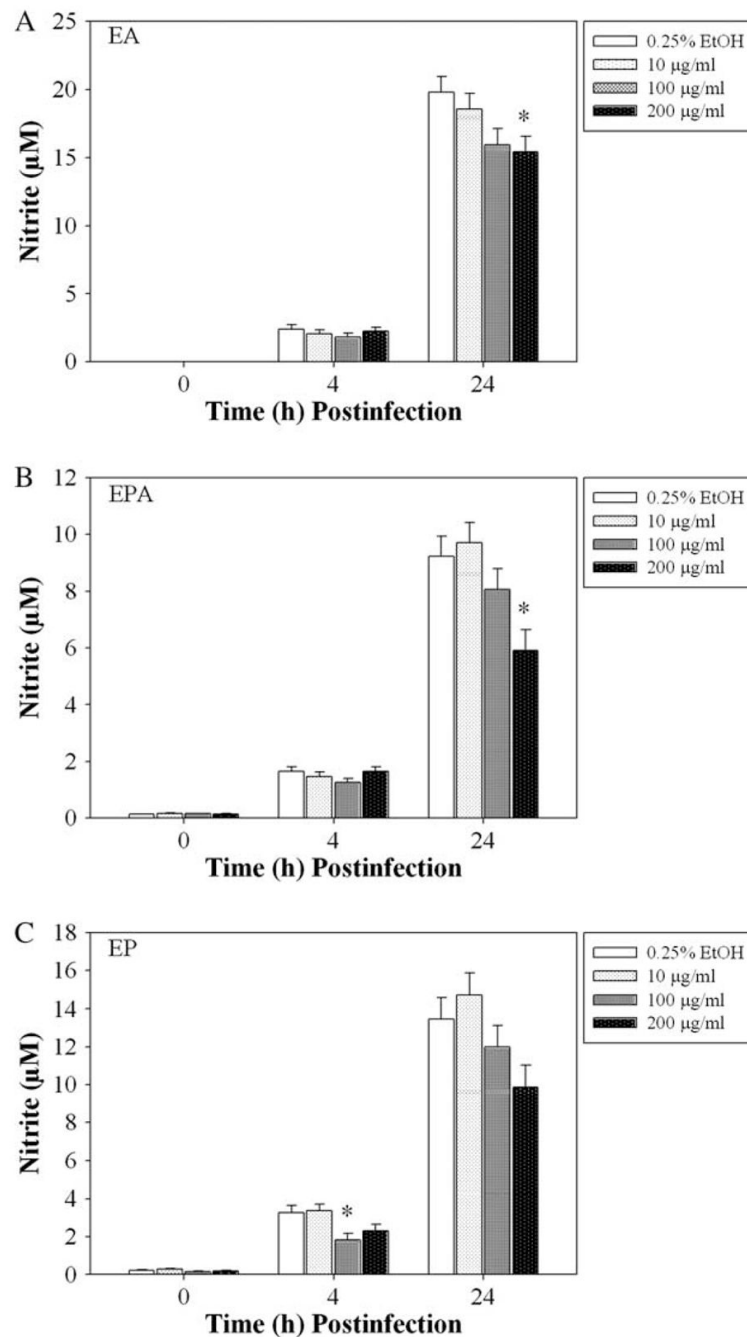 A
EA
25
20
15
10
5
0
Nitrite (µM)
*
0 4 24
Time (h) Postinfection
0.25% EtOH
10 µg/ml
100 µg/ml
200 µg/ml
B
EPA
12
10
8
6
4
2
0
Nitrite (µM)
*
0 4 24
Time (h) Postinfection
0.25% EtOH
10 µg/ml
100 µg/ml
200 µg/ml
C
EP
18
16
14
12
10
8
6
4
2
0
Nitrite (µM)
*
0 4 24
Time (h) Postinfection
0.25% EtOH
10 µg/ml
100 µg/ml
200 µg/ml